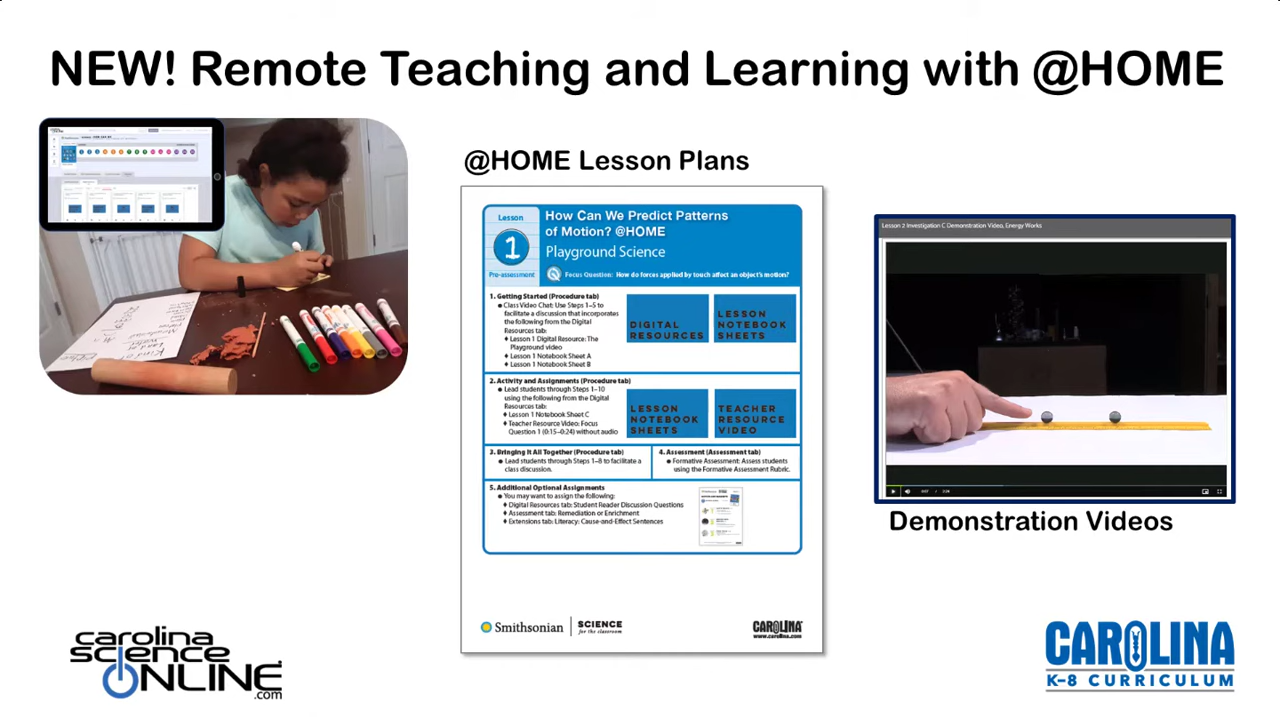 NEW! Remote Teaching and Learning with @HOME
@HOME Lesson Plans
Lesson
1
Pre-assessment
How Can We Predict Patterns
of Motion? @HOME
Playground Science
Focus Question: How do forces applied by touch affect an object's motion?
1. Getting Started (Procedure tab)
● Class Video Chat: Use Steps 1–5 to
facilitate a discussion that incorporates
the following from the Digital
Resources tab:
♦ Lesson 1 Digital Resource: The
Playground video
♦ Lesson 1 Notebook Sheet A
♦ Lesson 1 Notebook Sheet B
DIGITAL
RESOURCES
LESSON
NOTEBOOK
SHEETS
2. Activity and Assignments (Procedure tab)
● Lead students through Steps 1–10
using the following from the Digital
Resources tab:
♦ Lesson 1 Notebook Sheet C
♦ Teacher Resource Video: Focus
Question 1 (0:15–0:24) without audio
LESSON
NOTEBOOK
SHEETS
TEACHER
RESOURCE
VIDEO
3. Bringing It All Together (Procedure tab)
● Lead students through Steps 1–8 to facilitate a
class discussion.
4. Assessment (Assessment tab)
● Formative Assessment: Assess students
using the Formative Assessment Rubric.
5. Additional Optional Assignments
● You may want to assign the following:
♦ Digital Resources tab: Student Reader Discussion Questions
♦ Assessment tab: Remediation or Enrichment
♦ Extensions tab: Literacy: Cause-and-Effect Sentences
Smithsonian
SCIENCE
for the classroom
CAROLINA
www.carolina.com
Lesson 2 Investigation C Demonstration Video, Energy Works
Demonstration Videos
carolina
science
ONLINE
.com
CAROLINA
K-8 CURRICULUM